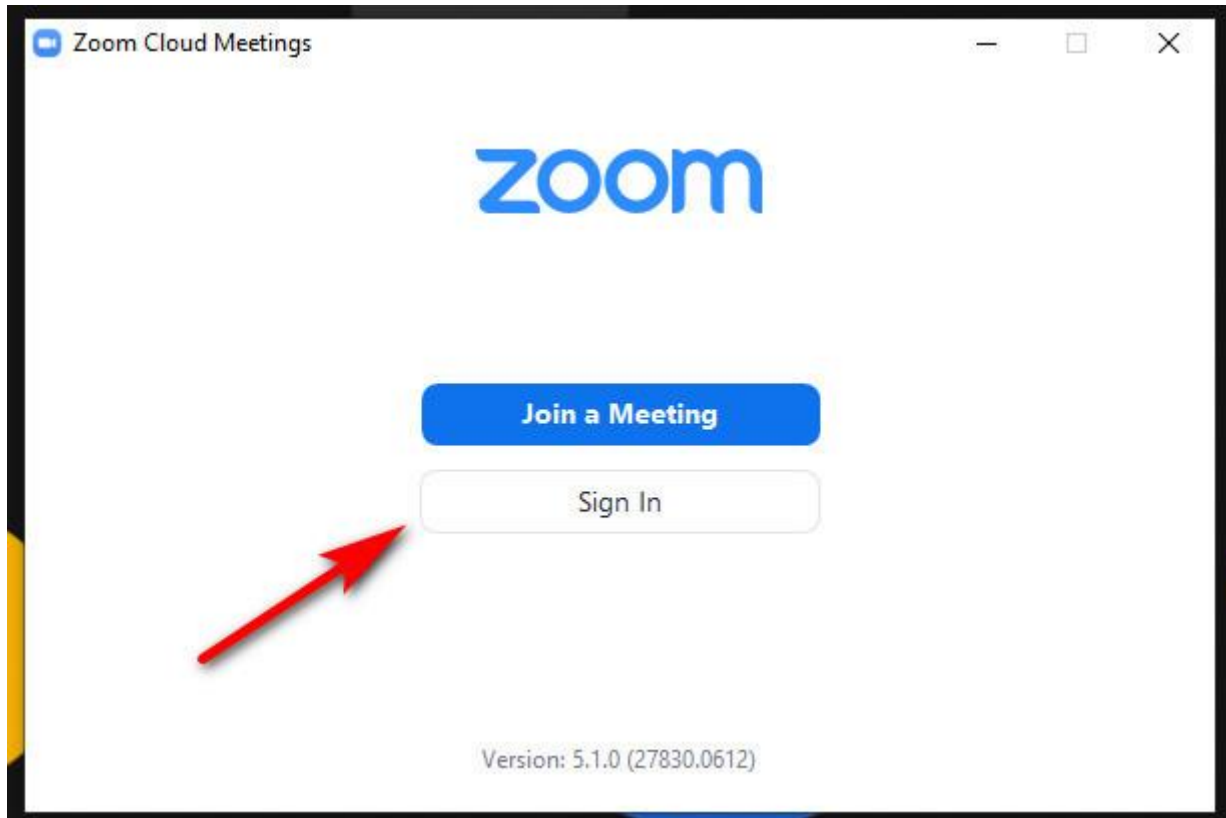 Zoom Cloud Meetings
zoom
Join a Meeting
Sign In
Version: 5.1.0 (27830.0612)